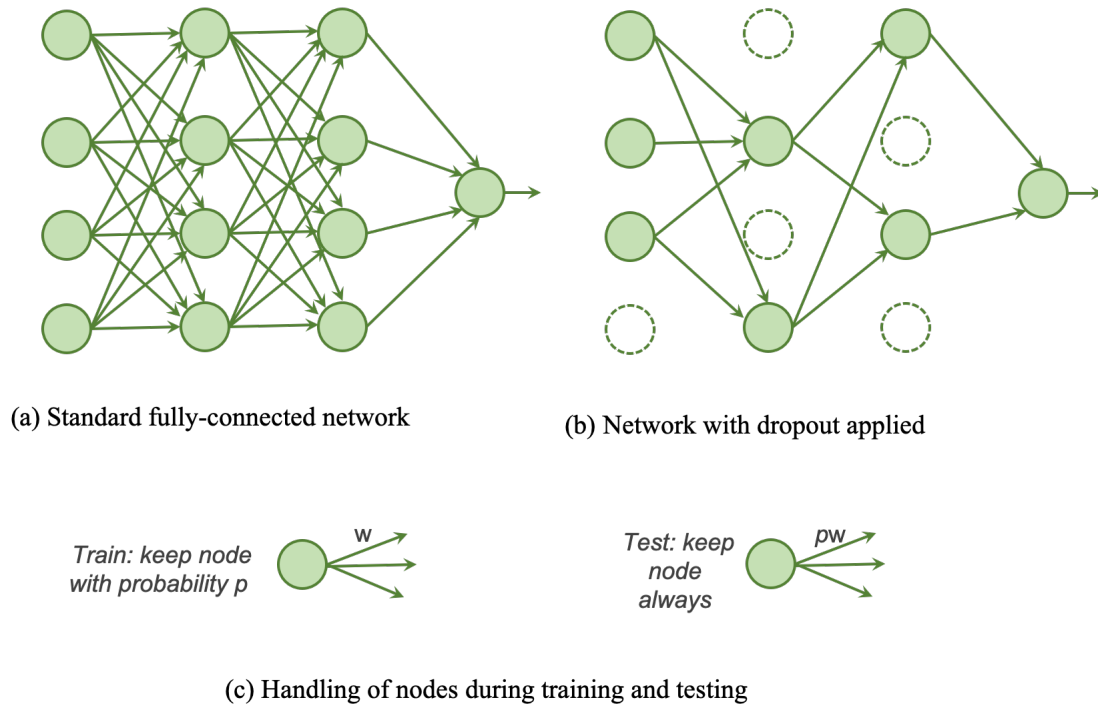 (a) Standard fully-connected network
(b) Network with dropout applied
Train: keep node
with probability p
w
Test: keep
node
always
pw
(c) Handling of nodes during training and testing